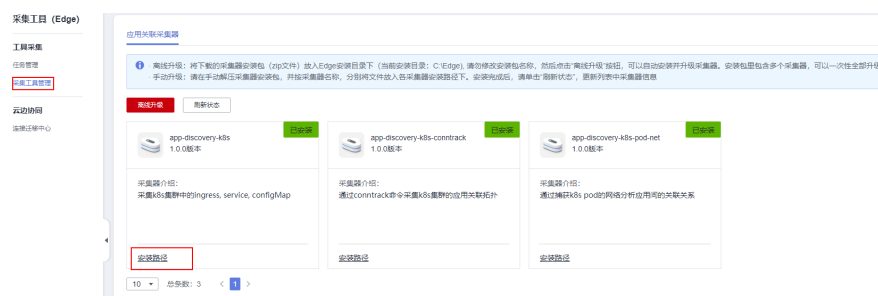 采集工具（Edge）
工具采集
任务管理
采集工具管理
云边协同
连接迁移中心
应用关联采集器
离线升级：将下载的采集器安装包（zip文件）放入Edge安装目录下（当前安装目录：C:\Edge), 请勿修改安装包名称，然后点击“离线升级”按钮，可以自动安装并升级采集器。安装包里包含多个采集器，可以一次性全部升级
手动升级：请在手动解压采集器安装包，并按采集器名称，分别将文件放入各采集器安装路径下。安装完成后，请单击“刷新状态”，更新列表中采集器信息
离线升级
刷新状态
app-discovery-k8s
1.0.0版本
已安装
采集器介绍：
采集k8s集群中的ingress, service, configMap
安装路径
app-discovery-k8s-conntrack
1.0.0版本
已安装
采集器介绍：
通过conntrack命令采集k8s集群的应用关联拓扑
安装路径
app-discovery-k8s-pod-net
1.0.0版本
已安装
采集器介绍：
通过捕获k8s pod的网络分析应用间的关联关系
安装路径
10 总条数：3 < 1 >